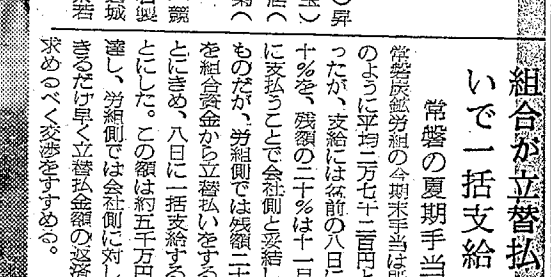 組合が立替払
いで一括支給
常磐の夏期手当
常磐炭鉱労組の今期末手当は
のように平均二万七十二百円と
ったが、支給には盆前の八日に
十%を、残額の二十%は十一日
に支払うことで会社側と妥結し
ものだが、労組側では残額二十
を組合資金から立替払いをする
とにきめ、八日に一括支給する
とにした。この額は約五千万円
達し、労組側では会社側に対し
きるだけ早く立替払金額の返済
求めるべく交渉をすすめる。
）昇
）
（
菊（
競
製
城
若